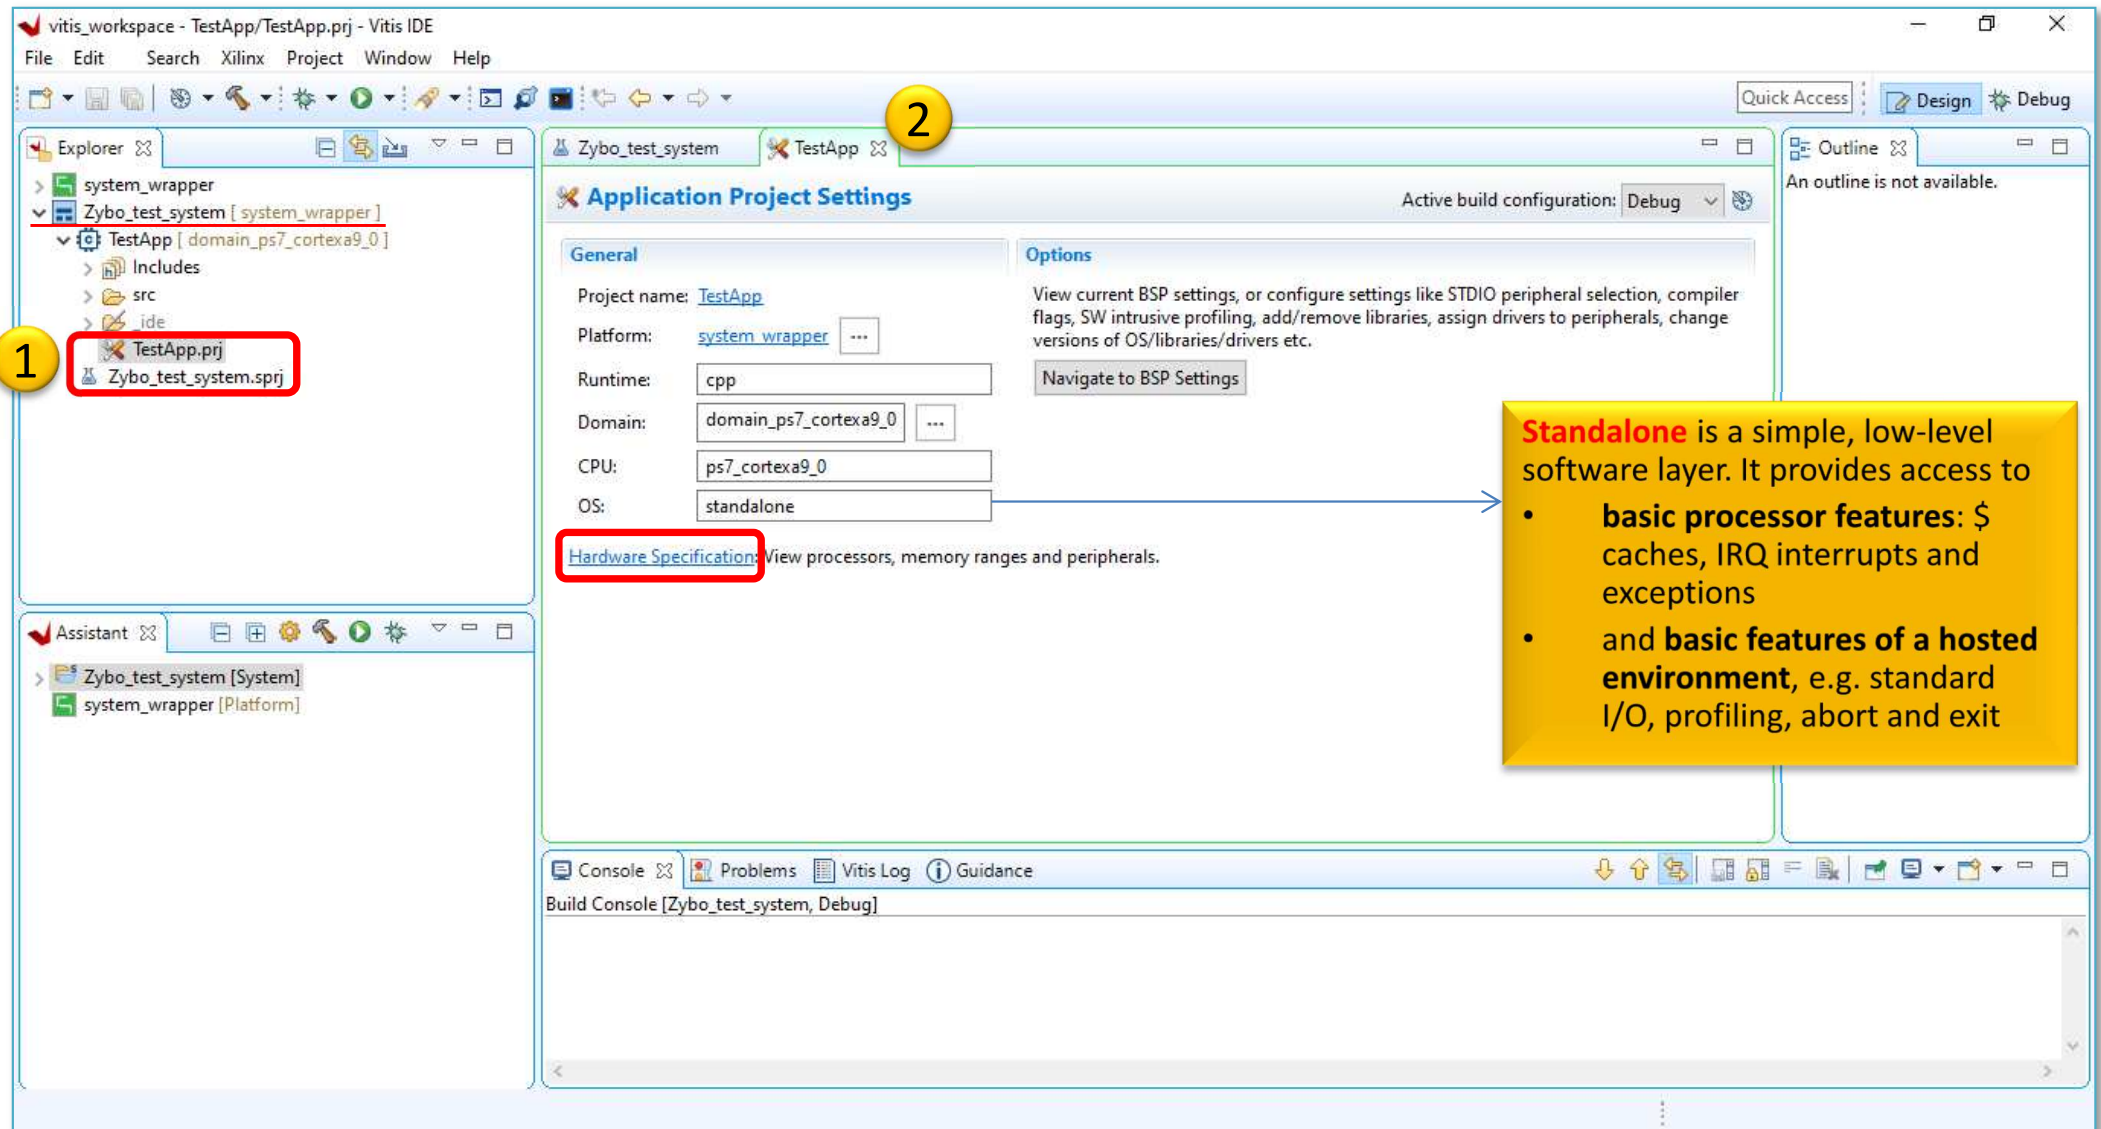 vitis_workspace - TestApp/TestApp.prj - Vitis IDE
File Edit Search Xilinx Project Window Help
Quick Access
Design
Debug
2
Explorer
system_wrapper
Zybo_test_system [ system_wrapper ]
TestApp [ domain_ps7_cortexa9_0 ]
Includes
src
_ide
1
TestApp.prj
Zybo_test_system.sprj
Zybo_test_system
TestApp
Application Project Settings
Active build configuration: Debug
General
Project name: TestApp
Platform: system_wrapper ...
Runtime: cpp
Domain: domain_ps7_cortexa9_0 ...
CPU: ps7_cortexa9_0
OS: standalone
Hardware Specification: View processors, memory ranges and peripherals.
Options
View current BSP settings, or configure settings like STDIO peripheral selection, compiler
flags, SW intrusive profiling, add/remove libraries, assign drivers to peripherals, change
versions of OS/libraries/drivers etc.
Navigate to BSP Settings
Outline
An outline is not available.
Standalone is a simple, low-level
software layer. It provides access to
• basic processor features: $
caches, IRQ interrupts and
exceptions
• and basic features of a hosted
environment, e.g. standard
I/O, profiling, abort and exit
Assistant
Zybo_test_system [System]
system_wrapper [Platform]
Console
Problems
Vitis Log
Guidance
Build Console [Zybo_test_system, Debug]